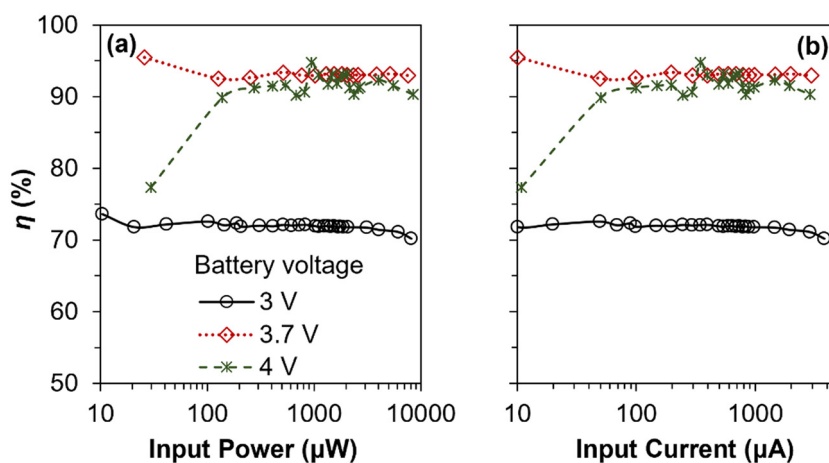 100
90
80
70
60
50
η (%)
(a)
Battery voltage
3 V
3.7 V
4 V
10 100 1000 10000
Input Power (µW)
(b)
10 100 1000
Input Current (µA)